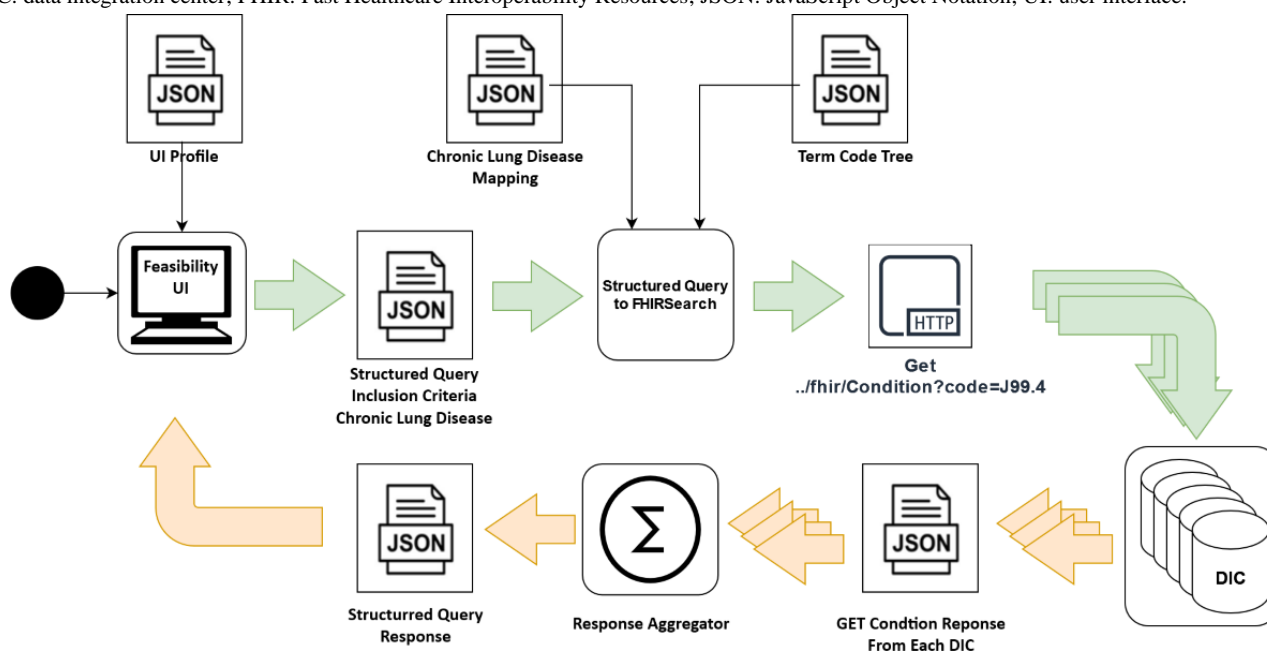 C: data integration center; FHIR: Fast Healthcare Interoperability Resources; JSON: JavaScript Object Notation; UI: user interface.
JSON
UI Profile
JSON
Chronic Lung Disease
Mapping
JSON
Term Code Tree
Feasibility
UI
JSON
Structured Query
Inclusion Criteria
Chronic Lung Disease
Structured Query
to FHIRSearch
HTTP
Get
../fhir/Condition?code=J99.4
DIC
JSON
GET Condtion Reponse
From Each DIC
Σ
Response Aggregator
JSON
Structurred Query
Response